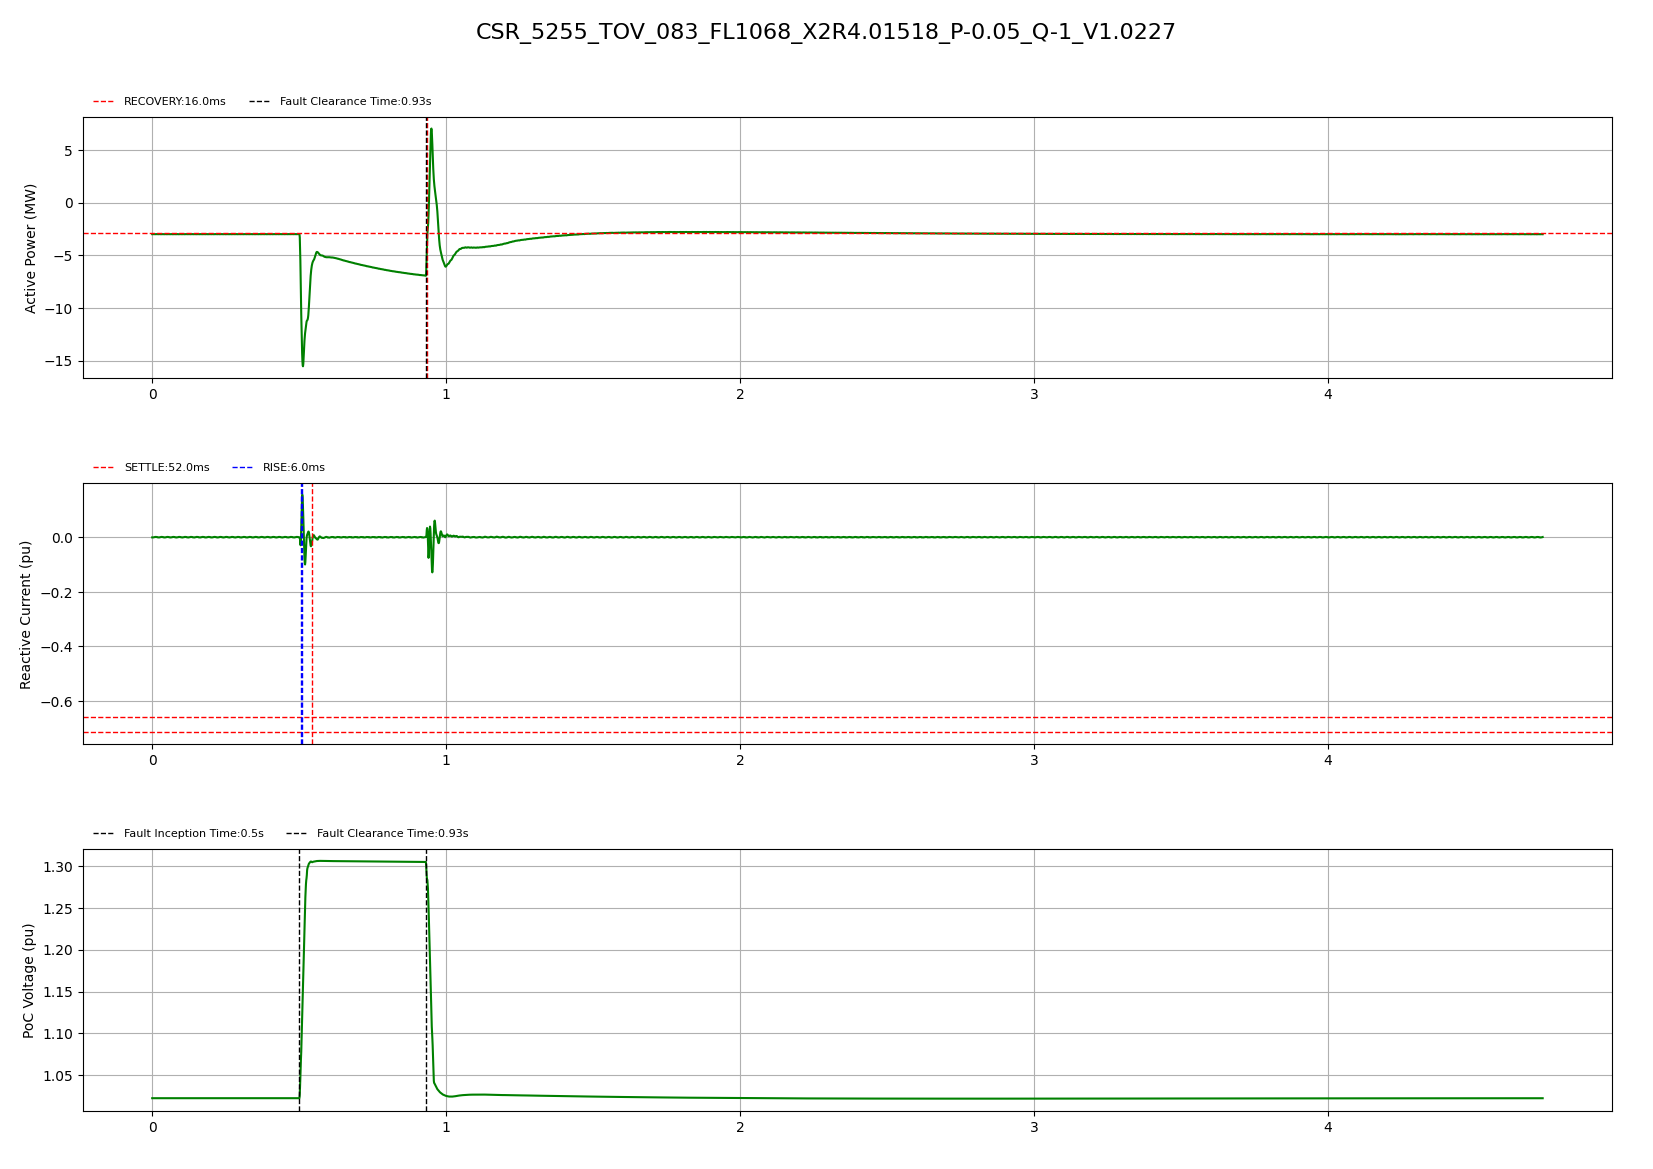 CSR_5255_TOV_083_FL1068_X2R4.01518_P-0.05_Q-1_V1.0227
RECOVERY:16.0ms Fault Clearance Time:0.93s
Active Power (MW)
5
0
−5
−10
−15
0 1 2 3 4
SETTLE:52.0ms RISE:6.0ms
Reactive Current (pu)
0.0
−0.2
−0.4
−0.6
0 1 2 3 4
Fault Inception Time:0.5s Fault Clearance Time:0.93s
PoC Voltage (pu)
1.30
1.25
1.20
1.15
1.10
1.05
0 1 2 3 4